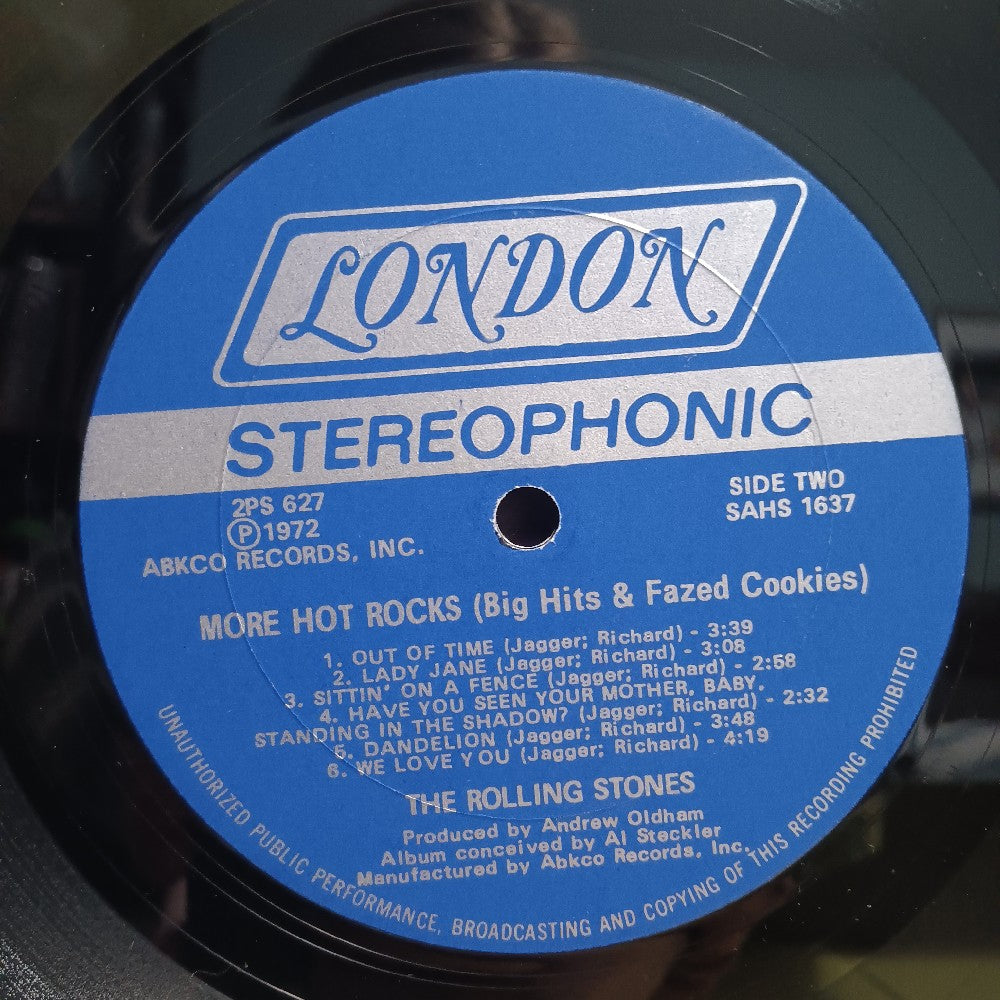 LONDON
STEREOPHONIC
2PS 627
Ⓟ1972
ABKCO RECORDS, INC.
SIDE TWO
SAHS 1637
MORE HOT ROCKS (Big Hits & Fazed Cookies)
1. OUT OF TIME (Jagger; Richard) - 3:39
2. LADY JANE (Jagger; Richard) - 3:08
3. SITTIN' ON A FENCE (Jagger; Richard) - 2:58
4. HAVE YOU SEEN YOUR MOTHER, BABY,
STANDING IN THE SHADOW? (Jagger; Richard) - 2:32
5. DANDELION (Jagger; Richard) - 3:48
6. WE LOVE YOU (Jagger; Richard) - 4:19
THE ROLLING STONES
Produced by Andrew Oldham
Album conceived by Al Steckler
Manufactured by Abkco Records, Inc.
UNAUTHORIZED PUBLIC PERFORMANCE, BROADCASTING AND COPYING OF THIS RECORDING PROHIBITED